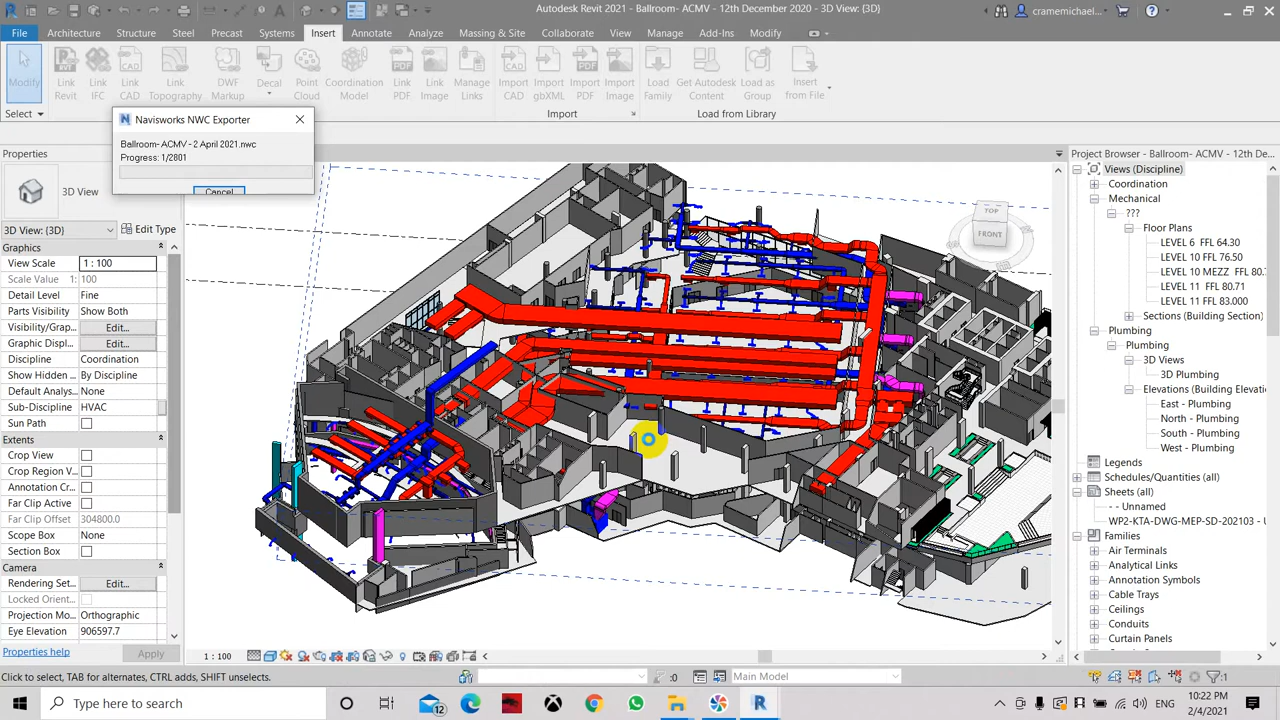 Autodesk Revit 2021 - Ballroom- ACMV - 12th December 2020 - 3D View: {3D}
cramemichael...
File Architecture Structure Steel Precast Systems Insert Annotate Analyze Massing & Site Collaborate View Manage Add-Ins Modify
Modify
Link Revit
Link IFC
Link CAD
Link Topography
DWF Markup
Decal
Point Cloud
Coordination Model
Link PDF
Link Image
Manage Links
Import CAD
Import gbXML
Import PDF
Import Image
Load Family
Get Autodesk Content
Load as Group
Insert from File
Select
Import
Load from Library
Navisworks NWC Exporter
Ballroom- ACMV - 2 April 2021.nwc
Progress: 1/2801
Cancel
Properties
3D View
3D View: {3D}
Edit Type
Graphics
View Scale 1 : 100
Scale Value 1: 100
Detail Level Fine
Parts Visibility Show Both
Visibility/Grap... Edit...
Graphic Displ... Edit...
Discipline Coordination
Show Hidden ... By Discipline
Default Analys... None
Sub-Discipline HVAC
Sun Path
Extents
Crop View
Crop Region V...
Annotation Cr...
Far Clip Active
Far Clip Offset 304800.0
Scope Box None
Section Box
Camera
Rendering Set... Edit...
Locked Orient...
Projection Mo... Orthographic
Eye Elevation 906597.7
Properties help
Apply
TOP
FRONT
Project Browser - Ballroom- ACMV - 12th De...
Views (Discipline)
Coordination
Mechanical
???
Floor Plans
LEVEL 6 FFL 64.30
LEVEL 10 FFL 76.50
LEVEL 10 MEZZ FFL 80.
LEVEL 11 FFL 80.71
LEVEL 11 FFL 83.000
Sections (Building Section)
Plumbing
Plumbing
3D Views
3D Plumbing
Elevations (Building Elevatio
East - Plumbing
North - Plumbing
South - Plumbing
West - Plumbing
Legends
Schedules/Quantities (all)
Sheets (all)
- - Unnamed
WP2-KTA-DWG-MEP-SD-202103 - UN
Families
Air Terminals
Analytical Links
Annotation Symbols
Cable Trays
Ceilings
Columns
Conduits
Curtain Panels
1 : 100
Click to select, TAB for alternates, CTRL adds, SHIFT unselects.
:0
Main Model
:1
Type here to search
12
ENG
10:22 PM
2/4/2021